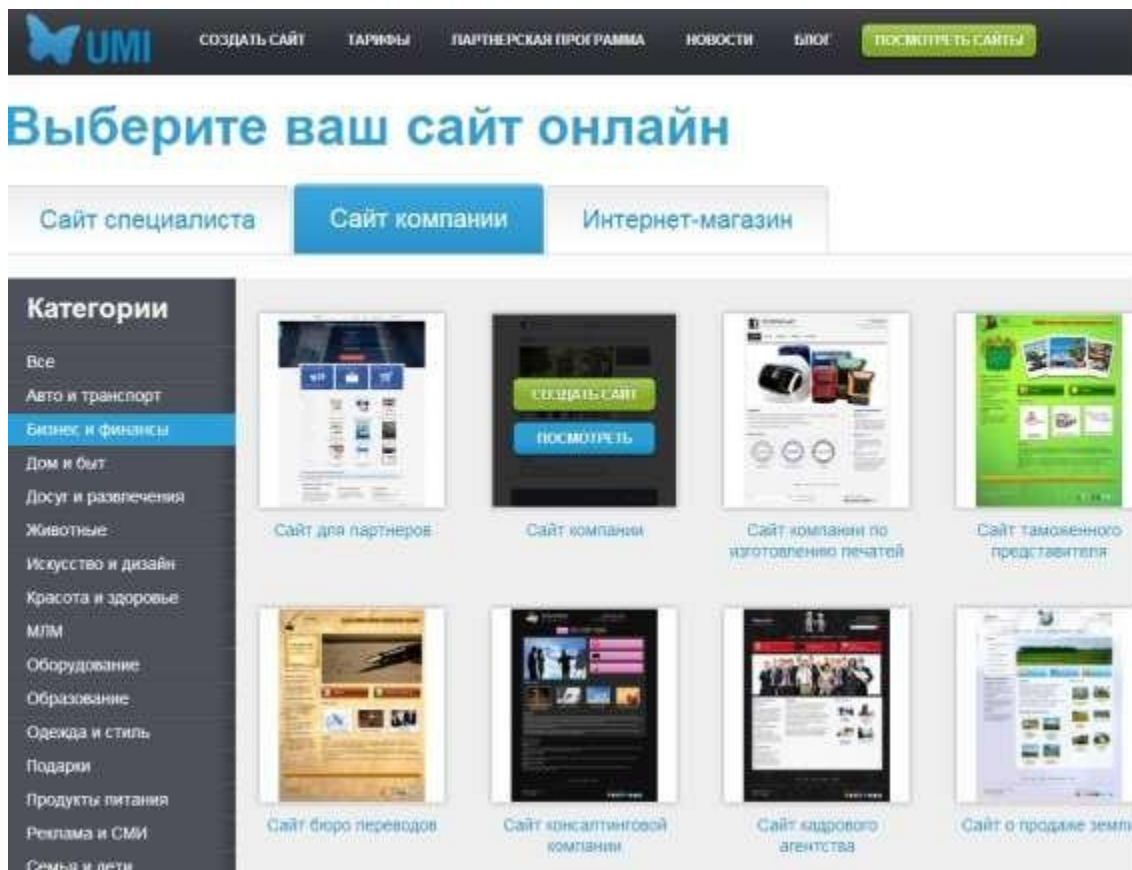 UMI
СОЗДАТЬ САЙТ ТАРИФЫ ПАРТНЕРСКАЯ ПРОГРАММА НОВОСТИ БЛОГ ПОСМОТРЕТЬ САЙТЫ
Выберите ваш сайт онлайн
Сайт специалиста Сайт компании Интернет-магазин
Категории
Все
Авто и транспорт
Бизнес и финансы
Дом и быт
Досуг и развлечения
Животные
Искусство и дизайн
Красота и здоровье
МЛМ
Оборудование
Образование
Одежда и стиль
Подарки
Продукты питания
Реклама и СМИ
Семья и дети
СОЗДАТЬ САЙТ
ПОСМОТРЕТЬ
Сайт для партнеров
Сайт компании
Сайт компании по
изготовлению печатей
Сайт таможенного
представителя
Сайт бюро переводов
Сайт консалтинговой
компании
Сайт кадрового
агентства
Сайт о продаже земли